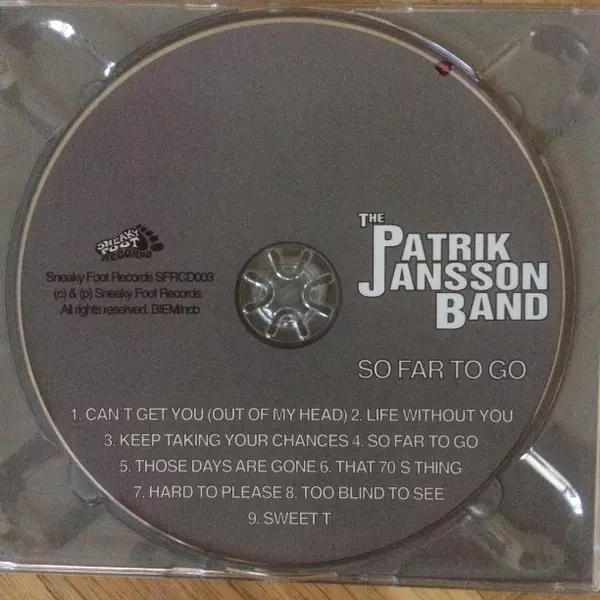 SNEAKY
FOOT
RECORDS
Sneaky Foot Records SFRCD003
(c) & (p) Sneaky Foot Records.
All rights reserved. BIEM/ncb
THE
PATRIK
JANSSON
BAND
SO FAR TO GO
1. CAN T GET YOU (OUT OF MY HEAD) 2. LIFE WITHOUT YOU
3. KEEP TAKING YOUR CHANCES 4. SO FAR TO GO
5. THOSE DAYS ARE GONE 6. THAT 70 S THING
7. HARD TO PLEASE 8. TOO BLIND TO SEE
9. SWEET T